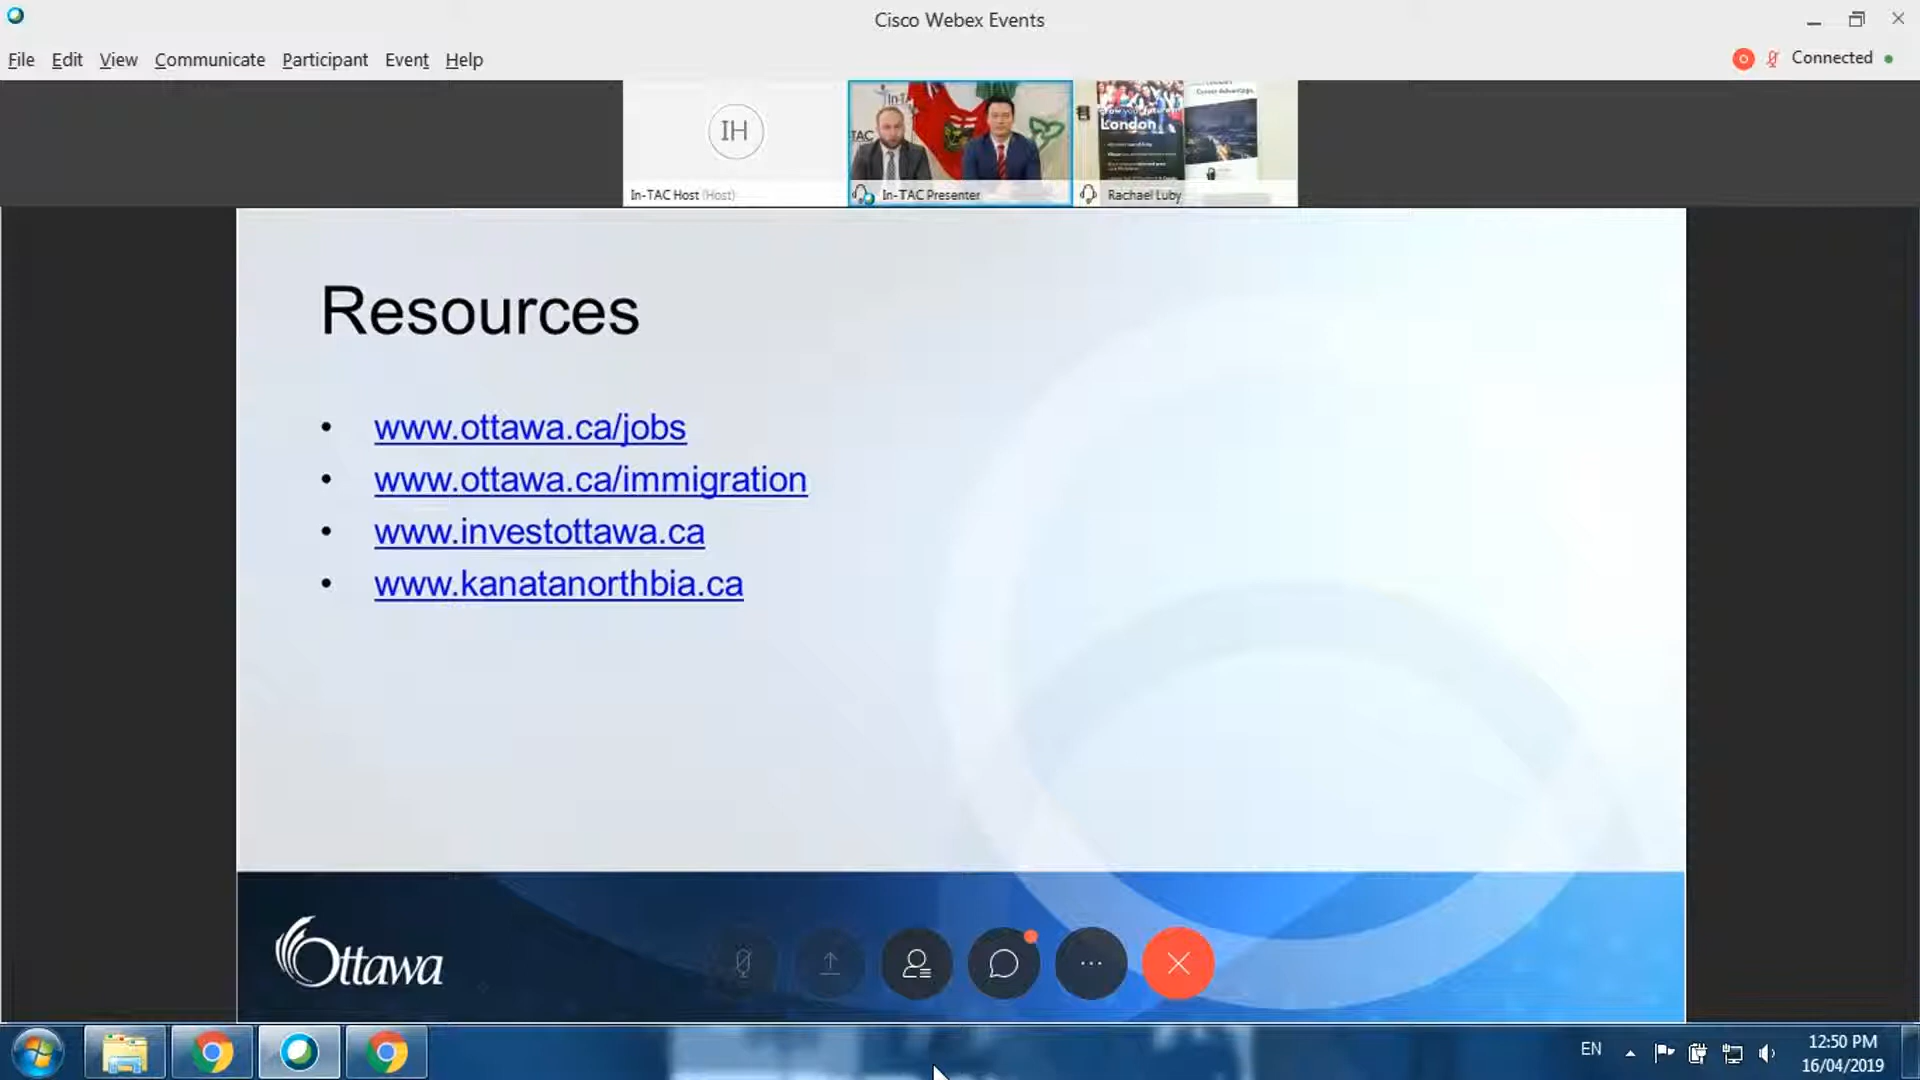 Cisco Webex Events
File Edit View Communicate Participant Event Help
Connected
IH
In-TAC Host (Host)
In-TAC Presenter
London
Rachael Luby
Resources
• www.ottawa.ca/jobs
• www.ottawa.ca/immigration
• www.investottawa.ca
• www.kanatanorthbia.ca
Ottawa
EN
12:50 PM
16/04/2019